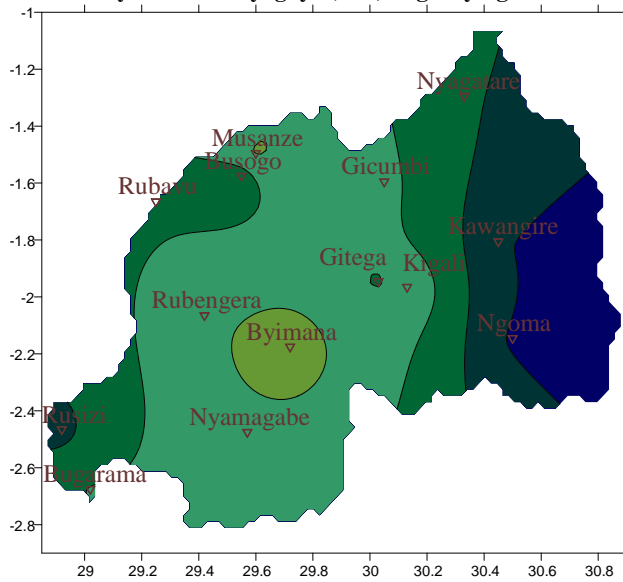 -1
-1.2
-1.4
-1.6
-1.8
-2
-2.2
-2.4
-2.6
-2.8
Nyagatare
Musanze
Busogo
Gicumbi
Rubavu
Kawangire
Gitega
Kigali
Rubengera
Byimana
Ngoma
Rusizi
Nyamagabe
Bugarama
29 29.2 29.4 29.6 29.8 30 30.2 30.4 30.6 30.8